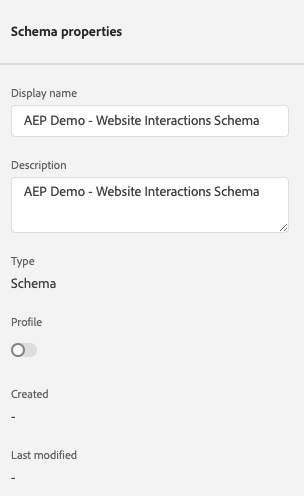 Schema properties
Display name
AEP Demo - Website Interactions Schema
Description
AEP Demo - Website Interactions Schema
Type
Schema
Profile
Created
-
Last modified
-